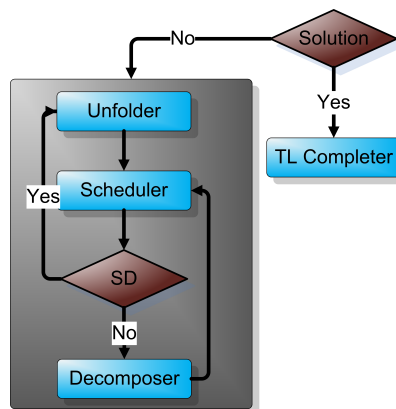 No
Solution
Yes
TL Completer
Unfolder
Scheduler
Yes
SD
No
Decomposer